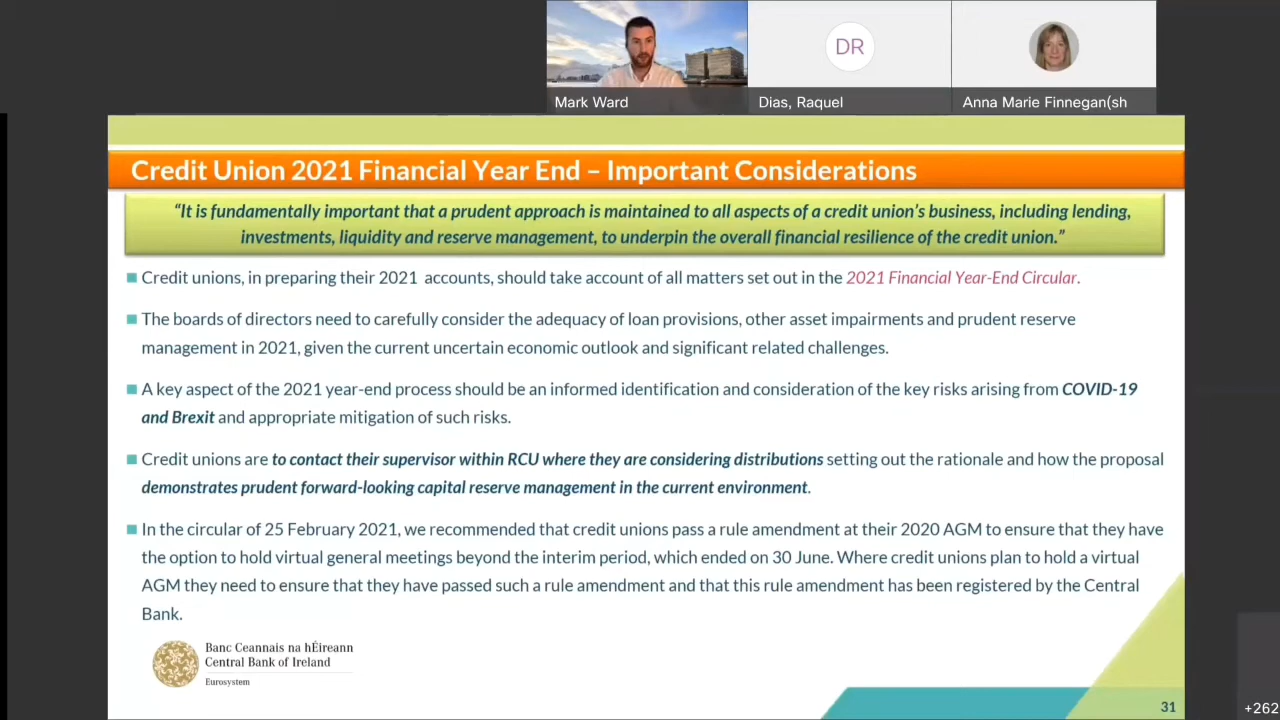 DR
Mark Ward
Dias, Raquel
Anna Marie Finnegan(sh
Credit Union 2021 Financial Year End – Important Considerations
“It is fundamentally important that a prudent approach is maintained to all aspects of a credit union’s business, including lending,
investments, liquidity and reserve management, to underpin the overall financial resilience of the credit union.”
Credit unions, in preparing their 2021 accounts, should take account of all matters set out in the 2021 Financial Year-End Circular.
The boards of directors need to carefully consider the adequacy of loan provisions, other asset impairments and prudent reserve
management in 2021, given the current uncertain economic outlook and significant related challenges.
A key aspect of the 2021 year-end process should be an informed identification and consideration of the key risks arising from COVID-19
and Brexit and appropriate mitigation of such risks.
Credit unions are to contact their supervisor within RCU where they are considering distributions setting out the rationale and how the proposal
demonstrates prudent forward-looking capital reserve management in the current environment.
In the circular of 25 February 2021, we recommended that credit unions pass a rule amendment at their 2020 AGM to ensure that they have
the option to hold virtual general meetings beyond the interim period, which ended on 30 June. Where credit unions plan to hold a virtual
AGM they need to ensure that they have passed such a rule amendment and that this rule amendment has been registered by the Central
Bank.
Banc Ceannais na hÉireann
Central Bank of Ireland
Eurosystem
31
+262